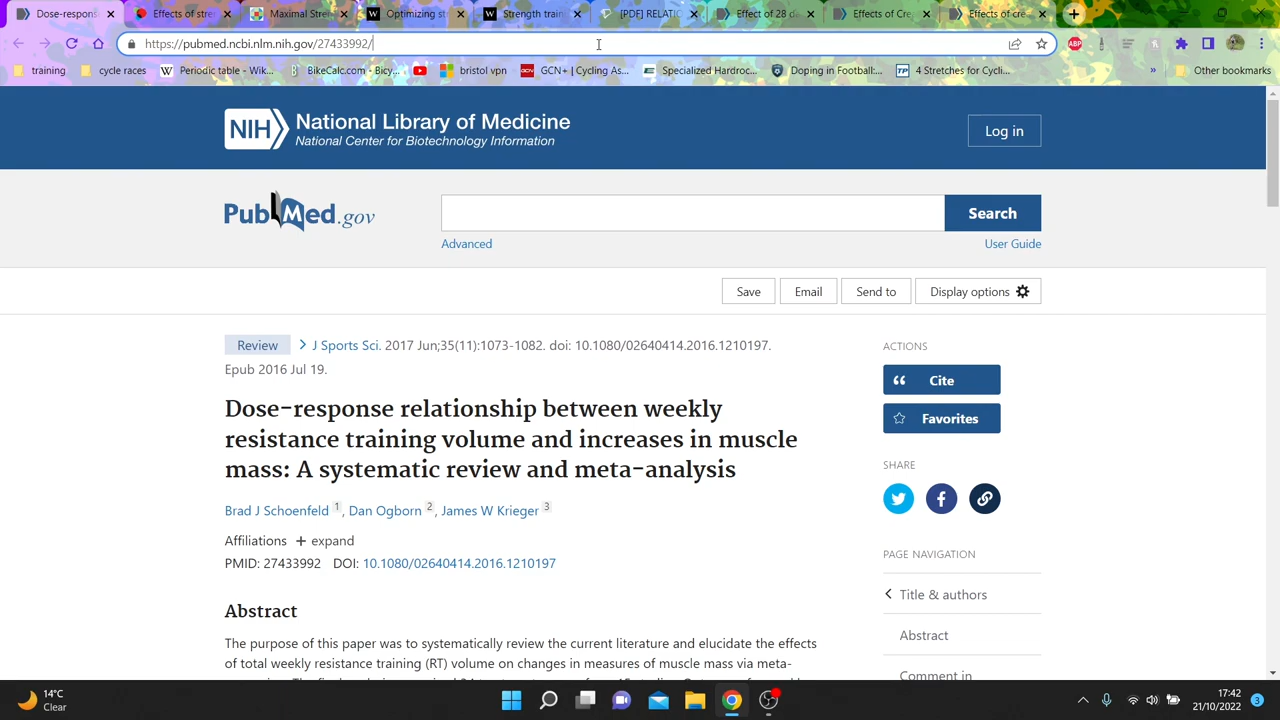 Dose-respons
Effects of stren
Maximal Stren
Optimizing str
Strength traini
[PDF] RELATIO
Effect of 28 da
Effects of Crea
Effects of crea
https://pubmed.ncbi.nlm.nih.gov/27433992/
training
cycle races
Periodic table - Wik...
BikeCalc.com - Bicy...
bristol vpn
GCN+ | Cycling As...
Specialized Hardroc...
Doping in Football:...
4 Stretches for Cycli...
»
Other bookmarks
NIH National Library of Medicine
National Center for Biotechnology Information
Log in
PubMed.gov
Search
Advanced
User Guide
Save
Email
Send to
Display options
Review
J Sports Sci. 2017 Jun;35(11):1073-1082. doi: 10.1080/02640414.2016.1210197.
Epub 2016 Jul 19.
Dose-response relationship between weekly
resistance training volume and increases in muscle
mass: A systematic review and meta-analysis
Brad J Schoenfeld 1, Dan Ogborn 2, James W Krieger 3
Affiliations + expand
PMID: 27433992 DOI: 10.1080/02640414.2016.1210197
Abstract
The purpose of this paper was to systematically review the current literature and elucidate the effects
of total weekly resistance training (RT) volume on changes in measures of muscle mass via meta-
ACTIONS
Cite
Favorites
SHARE
PAGE NAVIGATION
Title & authors
Abstract
Comment in
14°C
Clear
17:42
21/10/2022
3